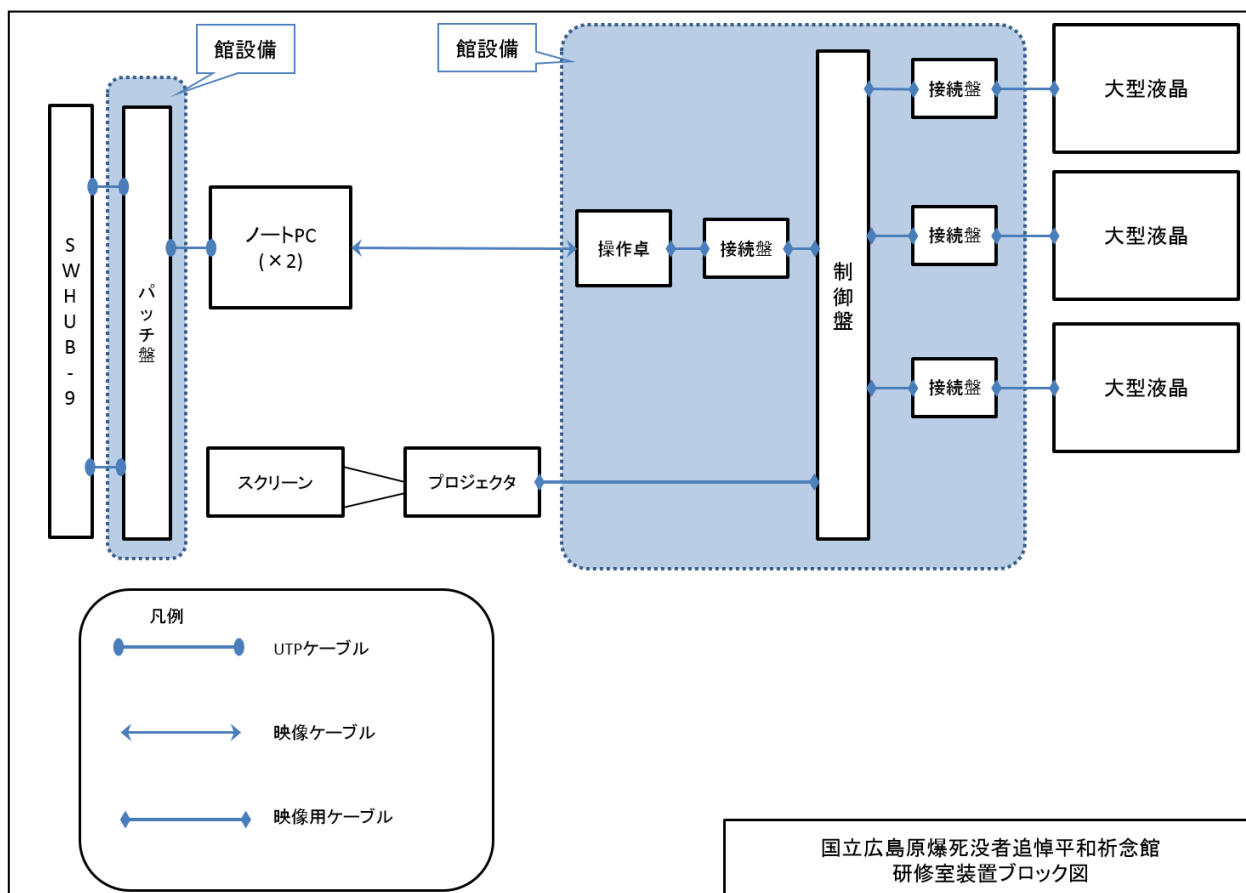 館設備
館設備
SWHUB-9
パッチ盤
ノートPC
(×2)
操作卓
接続盤
制御盤
接続盤
大型液晶
接続盤
大型液晶
接続盤
大型液晶
スクリーン
プロジェクタ
凡例
UTPケーブル
映像ケーブル
映像用ケーブル
国立広島原爆死没者追悼平和祈念館
研修室装置ブロック図